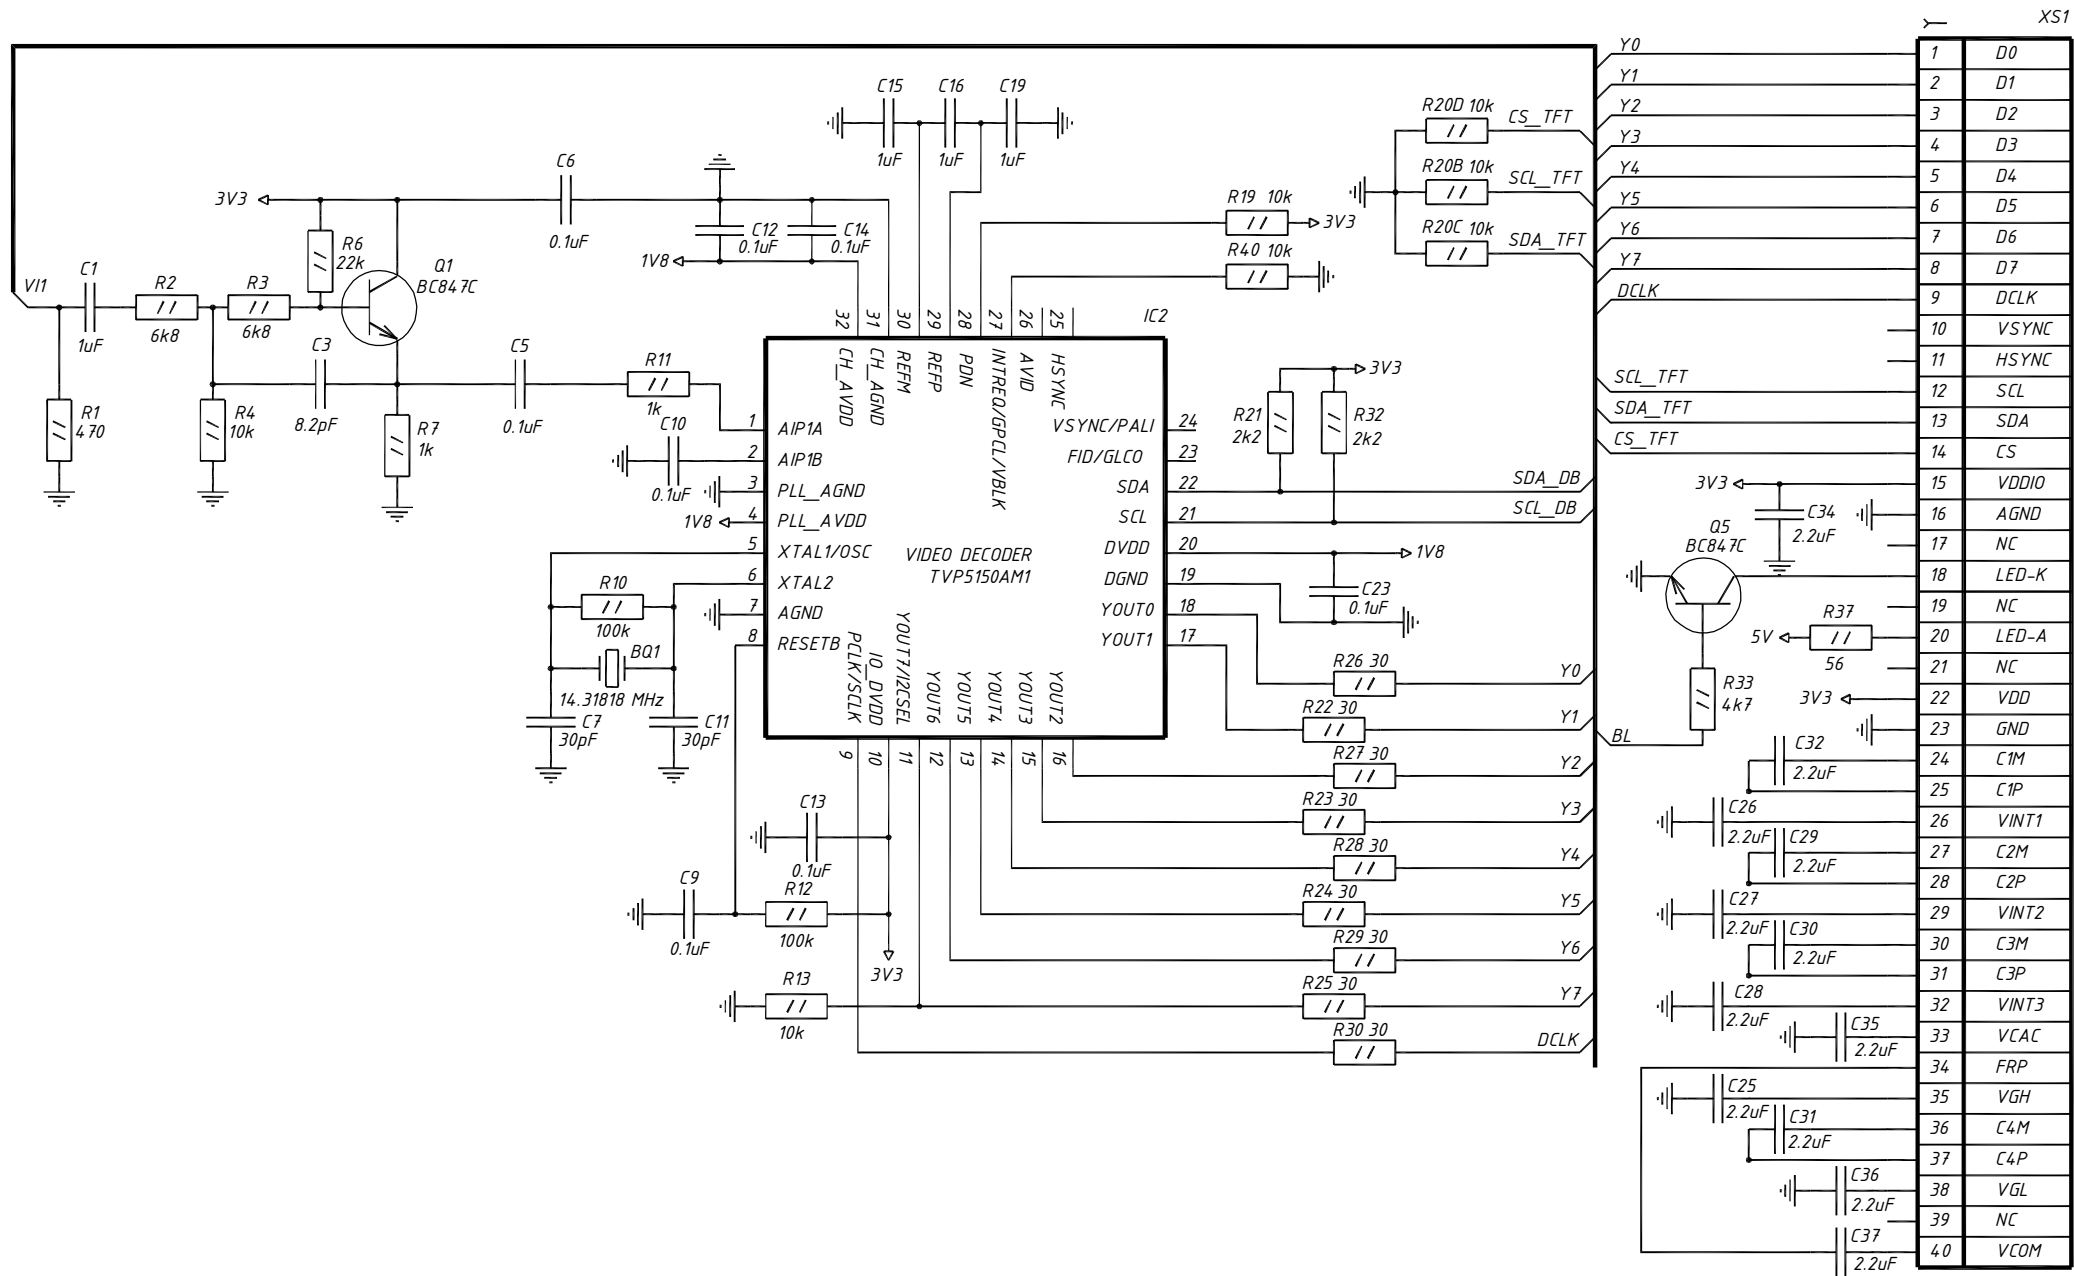 XS1
Y0
1 D0
Y1
2 D1
Y2
3 D2
Y3
4 D3
Y4
5 D4
Y5
6 D5
Y6
7 D6
Y7
8 D7
DCLK
9 DCLK
10 VSYNC
11 HSYNC
SCL_TFT
12 SCL
SDA_TFT
13 SDA
CS_TFT
14 CS
3V3
15 VDDIO
C34
2.2uF
16 AGND
17 NC
Q5
BC847C
18 LED-K
19 NC
R37
5V
56
20 LED-A
21 NC
R33
4k7
3V3
22 VDD
BL
23 GND
C32
2.2uF
24 C1M
25 C1P
C26
2.2uF
26 VINT1
C29
2.2uF
27 C2M
28 C2P
C27
2.2uF
29 VINT2
C30
2.2uF
30 C3M
31 C3P
C28
2.2uF
32 VINT3
C35
2.2uF
33 VCAC
34 FRP
C25
2.2uF
35 VGH
C31
2.2uF
36 C4M
37 C4P
C36
2.2uF
38 VGL
39 NC
C37
2.2uF
40 VCOM
C15
1uF
C16
1uF
C19
1uF
R20D 10k
CS_TFT
R20B 10k
SCL_TFT
R20C 10k
SDA_TFT
C6
0.1uF
3V3
R6
22k
Q1
BC847C
C12
0.1uF
C14
0.1uF
1V8
R19 10k
3V3
R40 10k
VI1
C1
1uF
R2
6k8
R3
6k8
C3
8.2pF
C5
0.1uF
R11
1k
R1
470
R4
10k
R7
1k
C10
0.1uF
1V8
IC2
VIDEO DECODER
TVP5150AM1
32 CH_AVDD
31 CH_AGND
30 REFM
29 REFP
28 PDN
27 INTREQ/GPCL/VBLK
26 AVID
25 HSYNC
1 AIP1A
2 AIP1B
3 PLL_AGND
4 PLL_AVDD
5 XTAL1/OSC
6 XTAL2
7 AGND
8 RESETB
VSYNC/PALI 24
FID/GLCO 23
SDA 22
SCL 21
DVDD 20
DGND 19
YOUT0 18
YOUT1 17
PCLK/SCLK 9
IO_DVDD 10
YOUT7/I2CSEL 11
YOUT6 12
YOUT5 13
YOUT4 14
YOUT3 15
YOUT2 16
3V3
R21
2k2
R32
2k2
SDA_DB
SCL_DB
1V8
C23
0.1uF
R10
100k
BQ1
14.31818 MHz
C7
30pF
C11
30pF
R26 30
Y0
R22 30
Y1
R27 30
Y2
R23 30
Y3
R28 30
Y4
R24 30
Y5
R29 30
Y6
R25 30
Y7
R30 30
DCLK
C13
0.1uF
C9
0.1uF
R12
100k
3V3
R13
10k